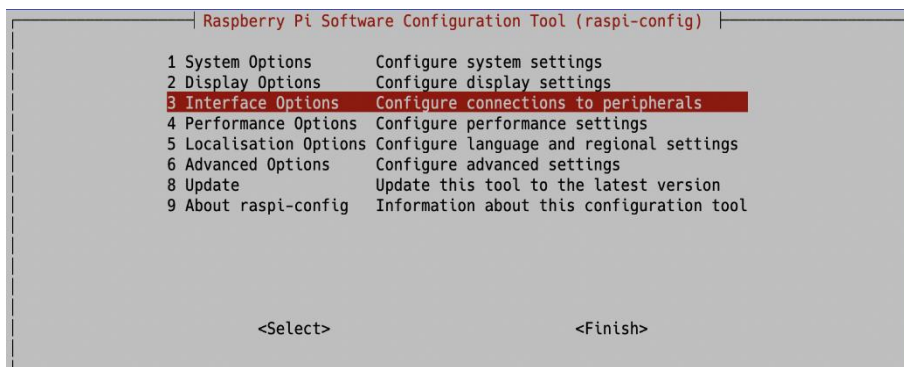 Raspberry Pi Software Configuration Tool (raspi-config)
1 System Options Configure system settings
2 Display Options Configure display settings
3 Interface Options Configure connections to peripherals
4 Performance Options Configure performance settings
5 Localisation Options Configure language and regional settings
6 Advanced Options Configure advanced settings
8 Update Update this tool to the latest version
9 About raspi-config Information about this configuration tool
<Select> <Finish>